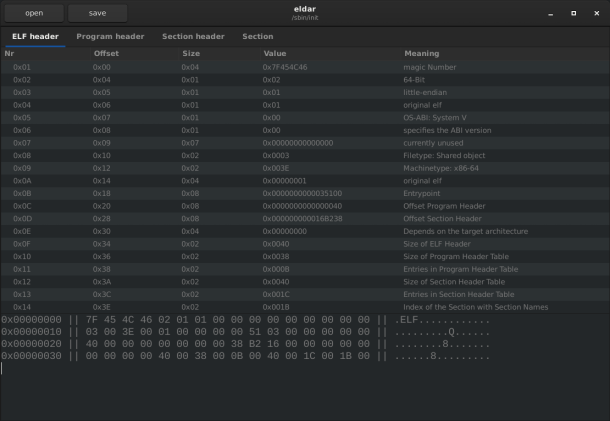 open save eldar
/sbin/init
ELF header Program header Section header Section
Nr Offset Size Value Meaning
0x01 0x00 0x04 0x7F454C46 magic Number
0x02 0x04 0x01 0x02 64-Bit
0x03 0x05 0x01 0x01 little-endian
0x04 0x06 0x01 0x01 original elf
0x05 0x07 0x01 0x00 OS-ABI: System V
0x06 0x08 0x01 0x00 specifies the ABI version
0x07 0x09 0x07 0x00000000000000 currently unused
0x08 0x10 0x02 0x0003 Filetype: Shared object
0x09 0x12 0x02 0x003E Machinetype: x86-64
0x0A 0x14 0x04 0x00000001 original elf
0x0B 0x18 0x08 0x0000000000035100 Entrypoint
0x0C 0x20 0x08 0x0000000000000040 Offset Program Header
0x0D 0x28 0x08 0x000000000016B238 Offset Section Header
0x0E 0x30 0x04 0x00000000 Depends on the target architecture
0x0F 0x34 0x02 0x0040 Size of ELF Header
0x10 0x36 0x02 0x0038 Size of Program Header Table
0x11 0x38 0x02 0x000B Entries in Program Header Table
0x12 0x3A 0x02 0x0040 Size of Section Header Table
0x13 0x3C 0x02 0x001C Entries in Section Header Table
0x14 0x3E 0x02 0x001B Index of the Section with Section Names
0x00000000 || 7F 45 4C 46 02 01 01 00 00 00 00 00 00 00 00 00 || .ELF............
0x00000010 || 03 00 3E 00 01 00 00 00 00 51 03 00 00 00 00 00 || .........Q......
0x00000020 || 40 00 00 00 00 00 00 00 38 B2 16 00 00 00 00 00 || ........8.......
0x00000030 || 00 00 00 00 40 00 38 00 0B 00 40 00 1C 00 1B 00 || ......8.........